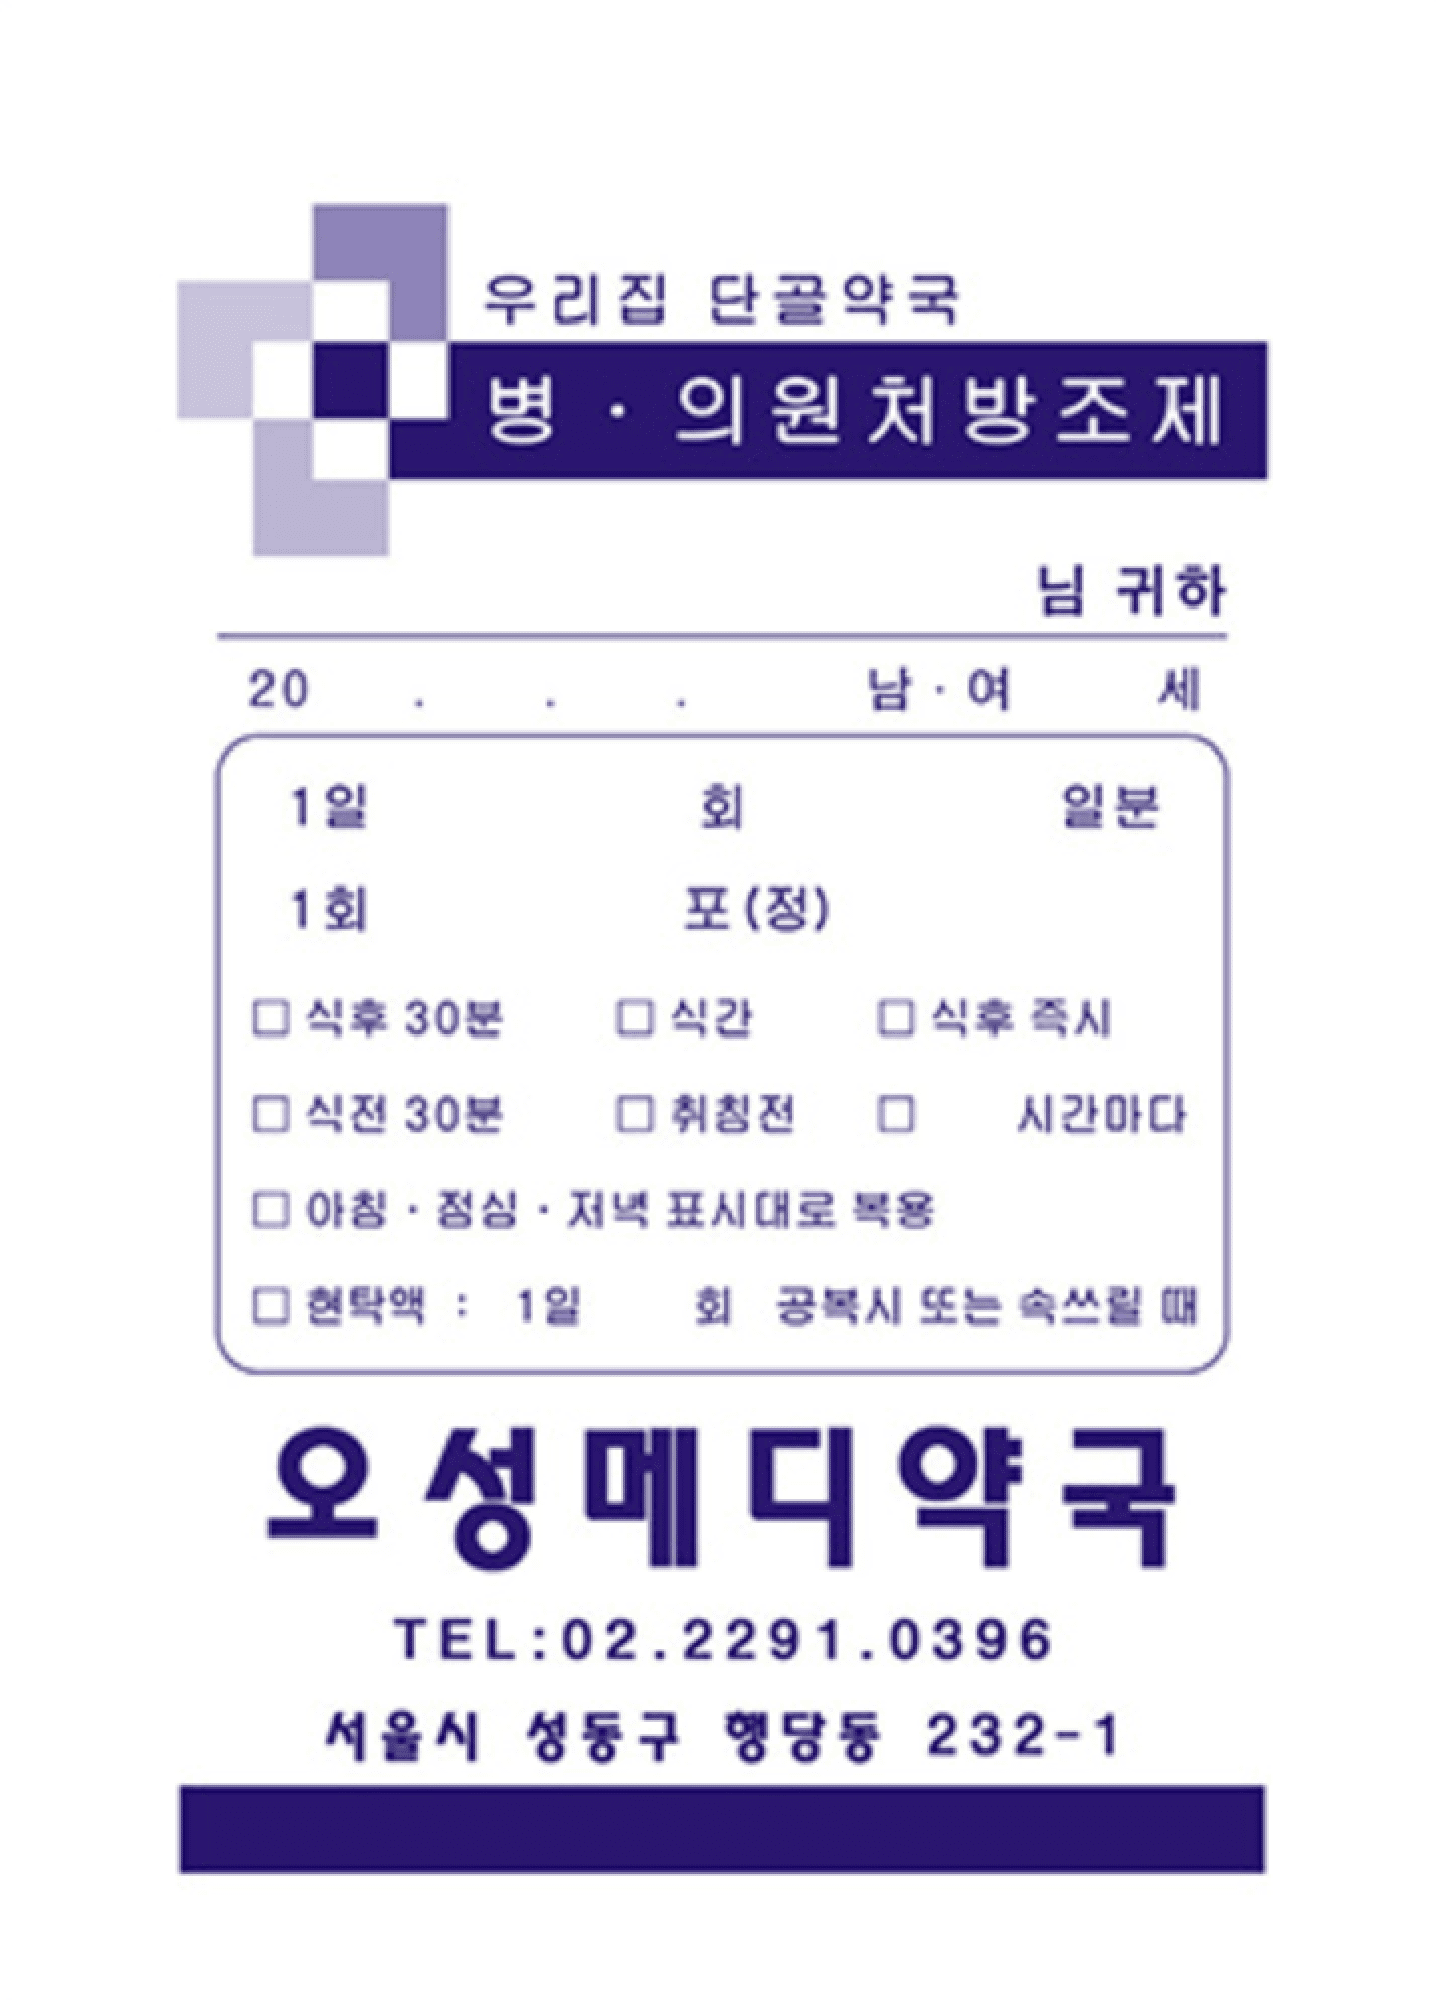 우리집 단골약국
병 · 의원처방조제
님 귀하
20 . . . 남 · 여 세
1일 회 일분
1회 포(정)
□ 식후 30분 □ 식간 □ 식후 즉시
□ 식전 30분 □ 취침전 □ 시간마다
□ 아침 · 점심 · 저녁 표시대로 복용
□ 현탁액 : 1일 회 공복시 또는 속쓰릴 때
오성메디약국
TEL:02.2291.0396
서울시 성동구 행당동 232-1